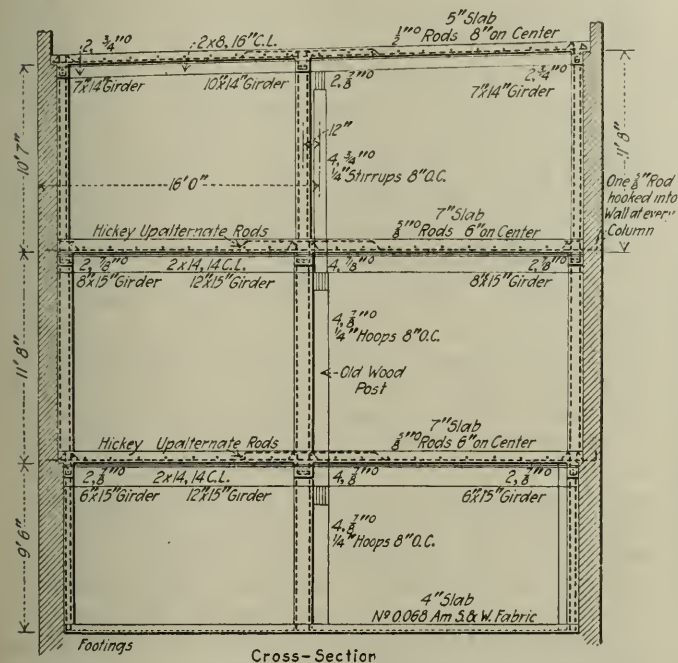 5" Slab
2, 3/4"o
2x8, 16" C.L.
1/2"o Rods 8" on Center
7"x14" Girder
10"x14" Girder
2, 7/8"o
2, 3/4"o
7"x14" Girder
10'7"
12"
11'8"
4, 3/4"o
1/4" Stirrups 8" O.C.
16'0"
One 5/8" Rod
hooked into
Wall at every
Column
7" Slab
Hickey Up alternate Rods
5/8"o Rods 6" on Center
2, 7/8"o
2x14, 14 C.L.
4, 7/8"o
2, 7/8"o
8"x15" Girder
12"x15" Girder
8"x15" Girder
4, 7/8"o
1/4" Hoops 8" O.C.
11'8"
Old Wood
Post
7" Slab
Hickey Up alternate Rods
5/8"o Rods 6" on Center
2, 7/8"o
2x14, 14 C.L.
4, 7/8"o
2, 7/8"o
6"x15" Girder
12"x15" Girder
6"x15" Girder
4, 7/8"o
1/4" Hoops 8" O.C.
9'6"
4" Slab
Nº 0.068 Am S. & W. Fabric
Footings
Cross-Section